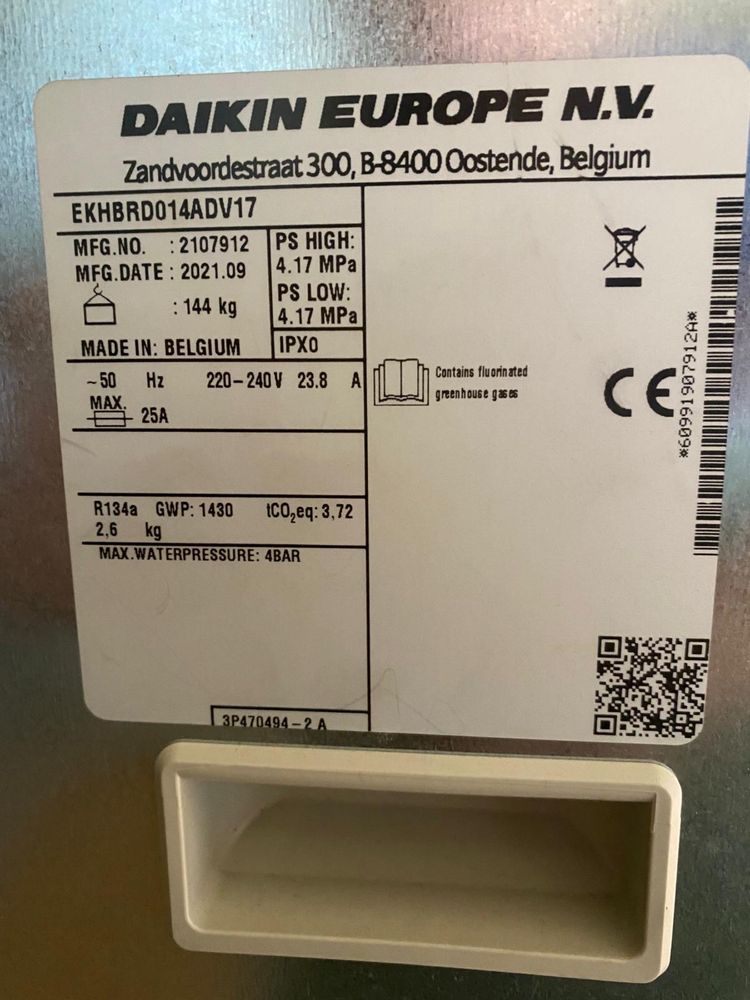 DAIKIN EUROPE N.V.
Zandvoordestraat 300, B-8400 Oostende, Belgium
EKHBRD014ADV17
MFG.NO. : 2107912
MFG.DATE : 2021.09
: 144 kg
PS HIGH:
4.17 MPa
PS LOW:
4.17 MPa
MADE IN: BELGIUM
IPX0
~50 Hz 220-240V 23.8 A
MAX.
25A
R134a GWP: 1430 tCO₂eq: 3,72
2,6 kg
MAX.WATERPRESSURE: 4BAR
3P470494-2 A
Contains fluorinated
greenhouse gases
CE
*60991907912A*